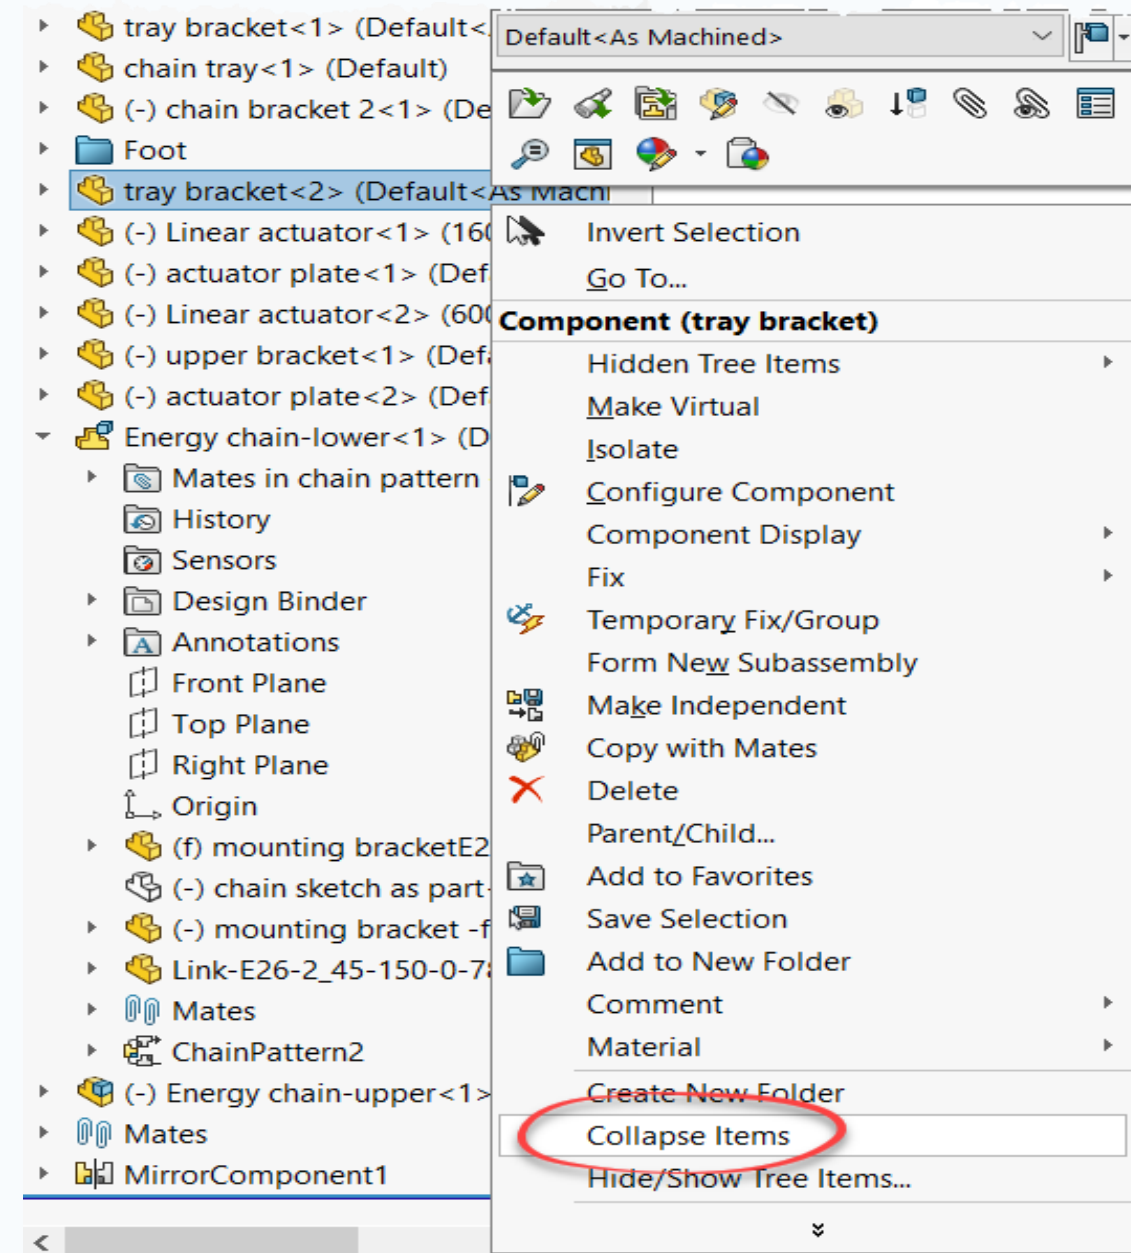 tray bracket<1> (Default<
chain tray<1> (Default)
(-) chain bracket 2<1> (De
Foot
tray bracket<2> (Default<As Machi
(-) Linear actuator<1> (160
(-) actuator plate<1> (Def
(-) Linear actuator<2> (600
(-) upper bracket<1> (Defa
(-) actuator plate<2> (Def
Energy chain-lower<1> (D
Mates in chain pattern
History
Sensors
Design Binder
Annotations
Front Plane
Top Plane
Right Plane
Origin
(f) mounting bracketE2
(-) chain sketch as part-
(-) mounting bracket -f
Link-E26-2_45-150-0-78
Mates
ChainPattern2
(-) Energy chain-upper<1>
Mates
MirrorComponent1
Default<As Machined>
Invert Selection
Go To...
Component (tray bracket)
Hidden Tree Items
Make Virtual
Isolate
Configure Component
Component Display
Fix
Temporary Fix/Group
Form New Subassembly
Make Independent
Copy with Mates
Delete
Parent/Child...
Add to Favorites
Save Selection
Add to New Folder
Comment
Material
Create New Folder
Collapse Items
Hide/Show Tree Items...